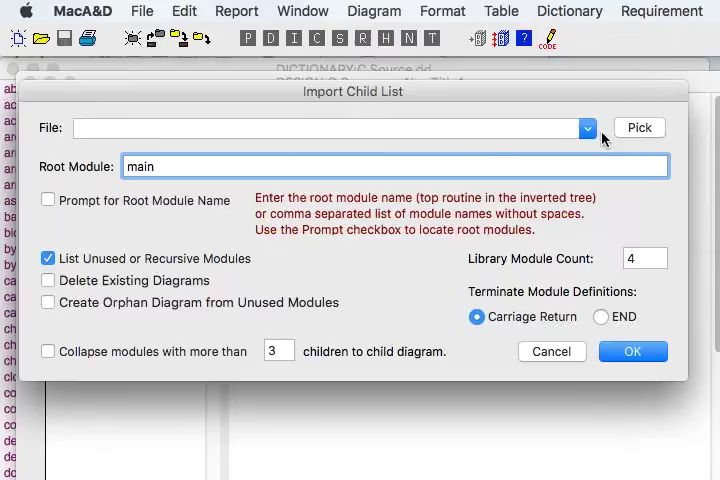 MacA&D File Edit Report Window Diagram Format Table Dictionary Requirement
P D I C S R H N T ? CODE
DICTIONARY:C Source.dd
Import Child List
File: Pick
Root Module: main
Prompt for Root Module Name
Enter the root module name (top routine in the inverted tree)
or comma separated list of module names without spaces.
Use the Prompt checkbox to locate root modules.
List Unused or Recursive Modules
Library Module Count: 4
Delete Existing Diagrams
Terminate Module Definitions:
Create Orphan Diagram from Unused Modules
Carriage Return END
Collapse modules with more than 3 children to child diagram.
Cancel OK